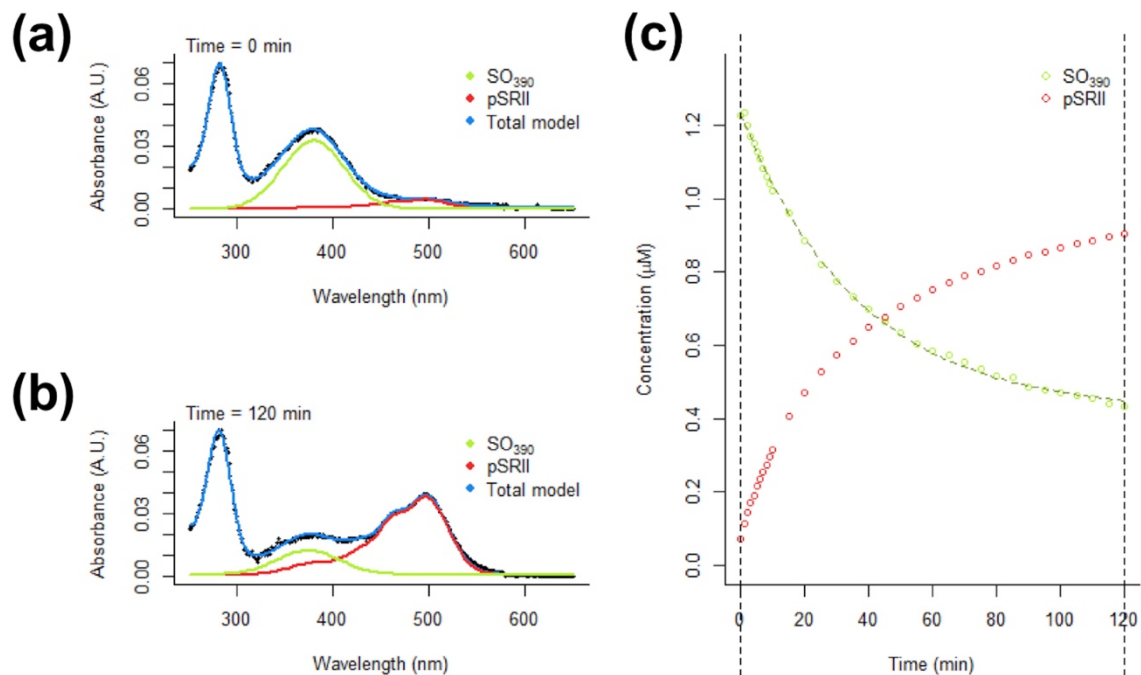 (a)
Time = 0 min
Absorbance (A.U.)
0.00 0.03 0.06
SO390
pSRII
Total model
300 400 500 600
Wavelength (nm)
(b)
Time = 120 min
Absorbance (A.U.)
0.00 0.03 0.06
SO390
pSRII
Total model
300 400 500 600
Wavelength (nm)
(c)
SO390
pSRII
Concentration (µM)
0.0 0.2 0.4 0.6 0.8 1.0 1.2
0 20 40 60 80 100 120
Time (min)